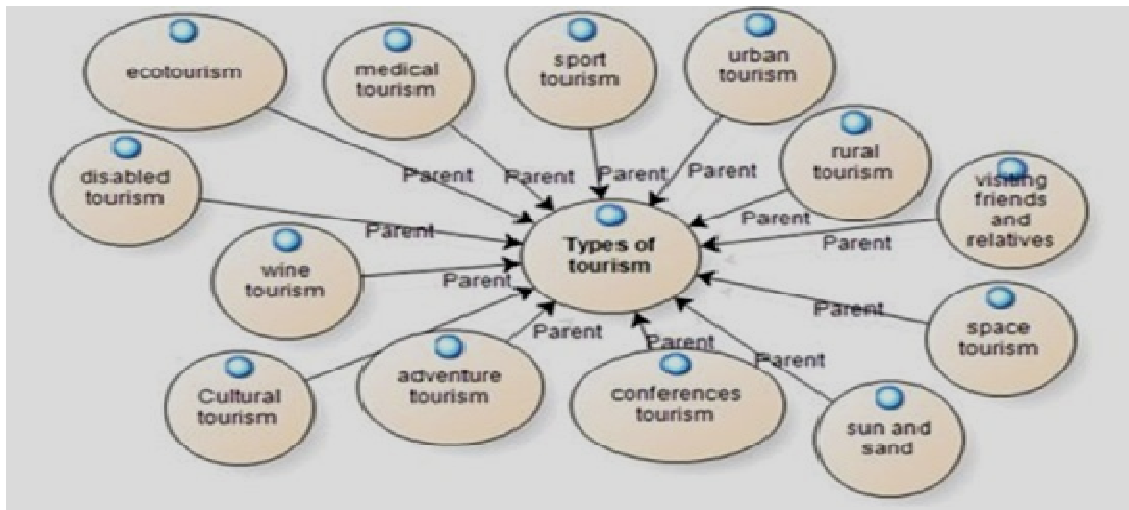 ecotourism
medical
tourism
sport
tourism
urban
tourism
rural
tourism
visiting
friends
and
relatives
disabled
tourism
Parent
Parent
Parent
Parent
Parent
Parent
Parent
Types of
tourism
wine
tourism
Parent
Parent
space
tourism
Parent
Parent
Parent
Cultural
tourism
adventure
tourism
conferences
tourism
sun and
sand